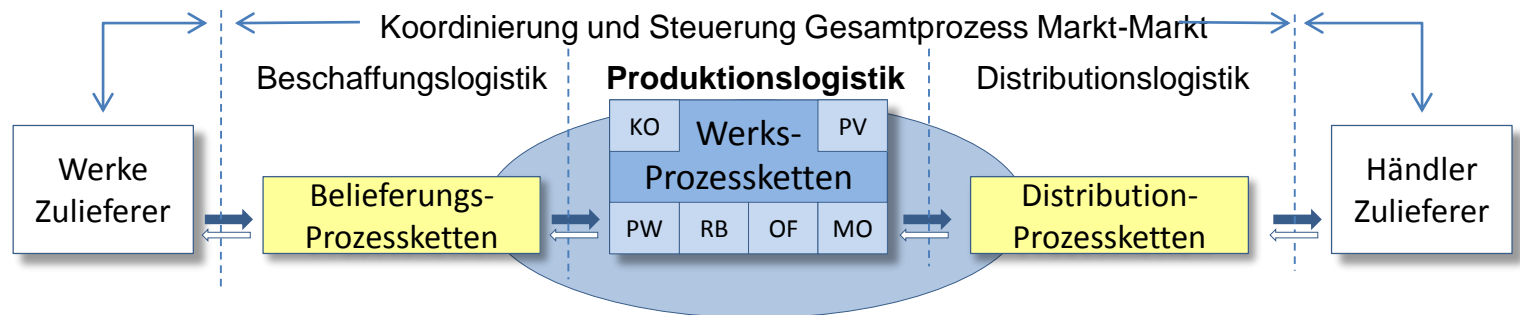 Koordinierung und Steuerung Gesamtprozess Markt-Markt
Beschaffungslogistik
Produktionslogistik
Distributionslogistik
Werke
Zulieferer
Belieferungs-
Prozessketten
KO
Werks-
PV
Prozessketten
PW
RB
OF
MO
Distribution-
Prozessketten
Händler
Zulieferer